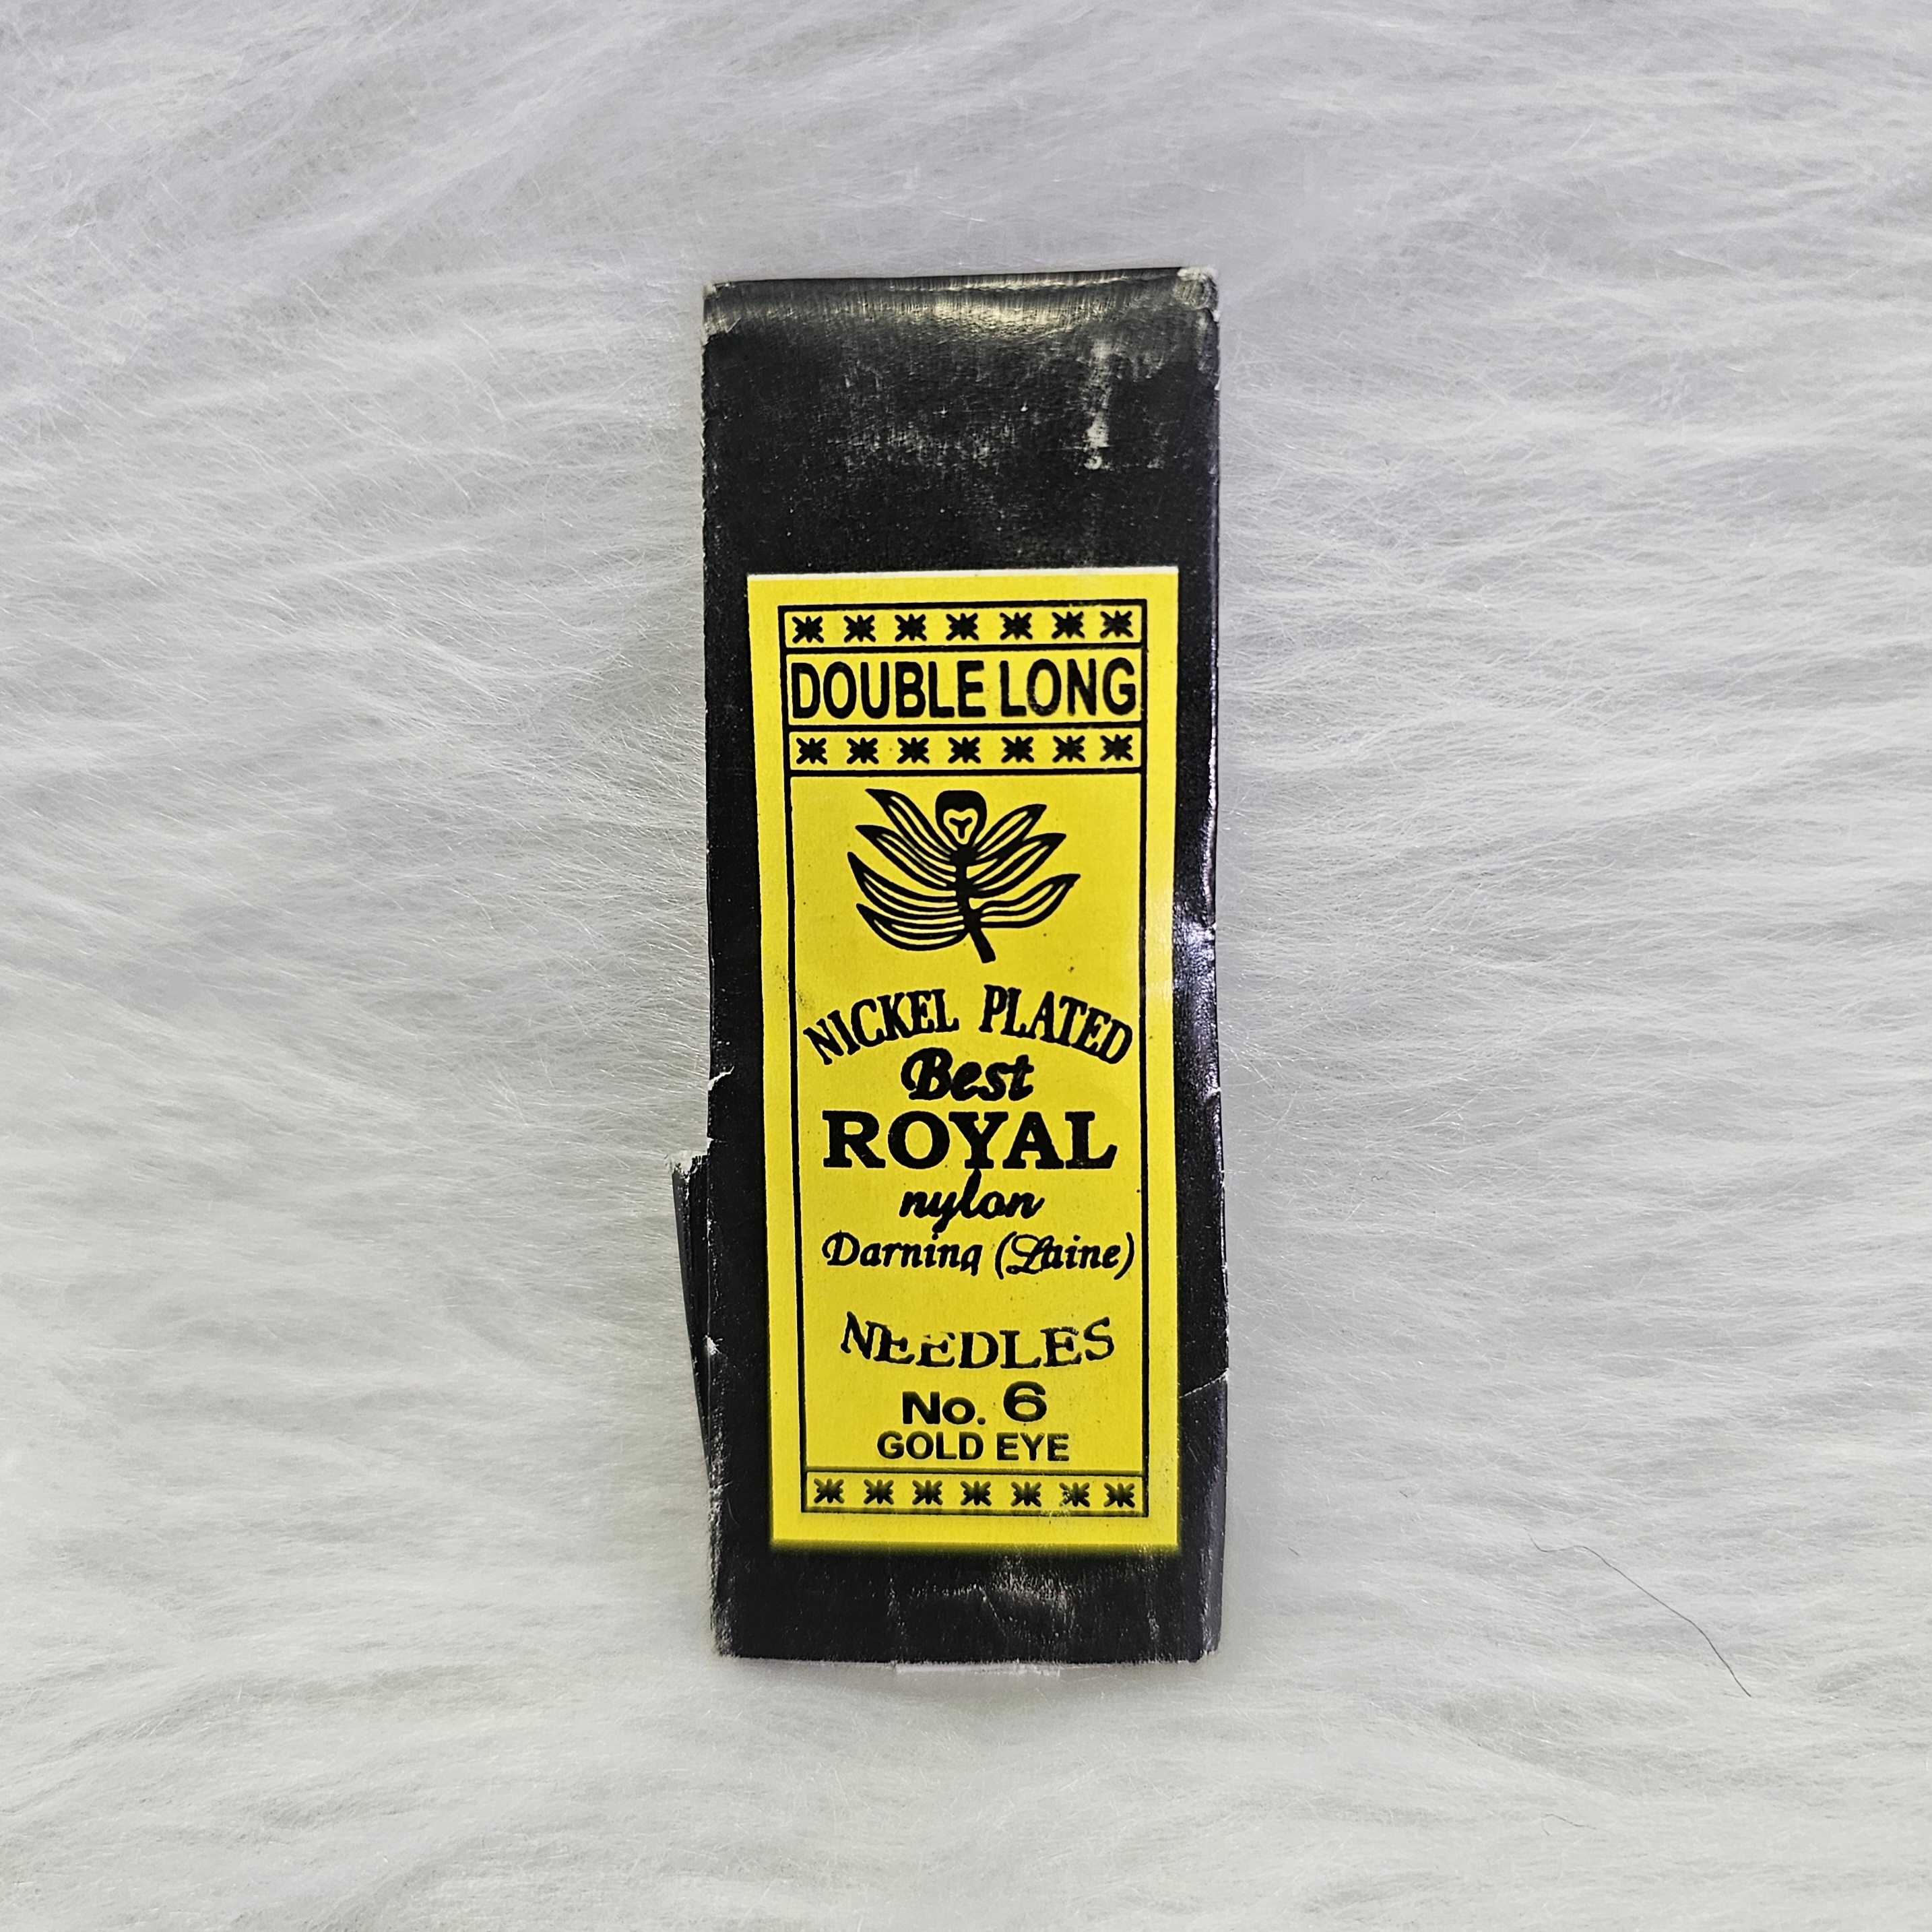 DOUBLE LONG
NICKEL PLATED
Best
ROYAL
nylon
Darning (Laine)
NEEDLES
No. 6
GOLD EYE